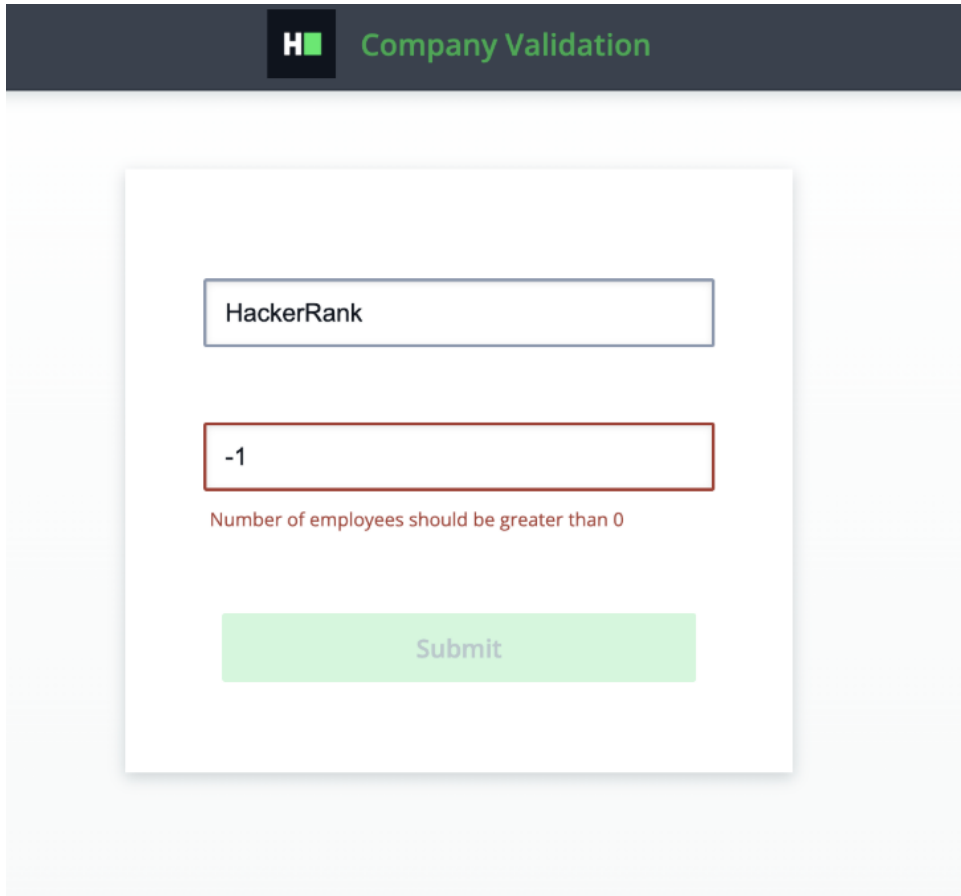 H
Company Validation
HackerRank
-1
Number of employees should be greater than 0
Submit